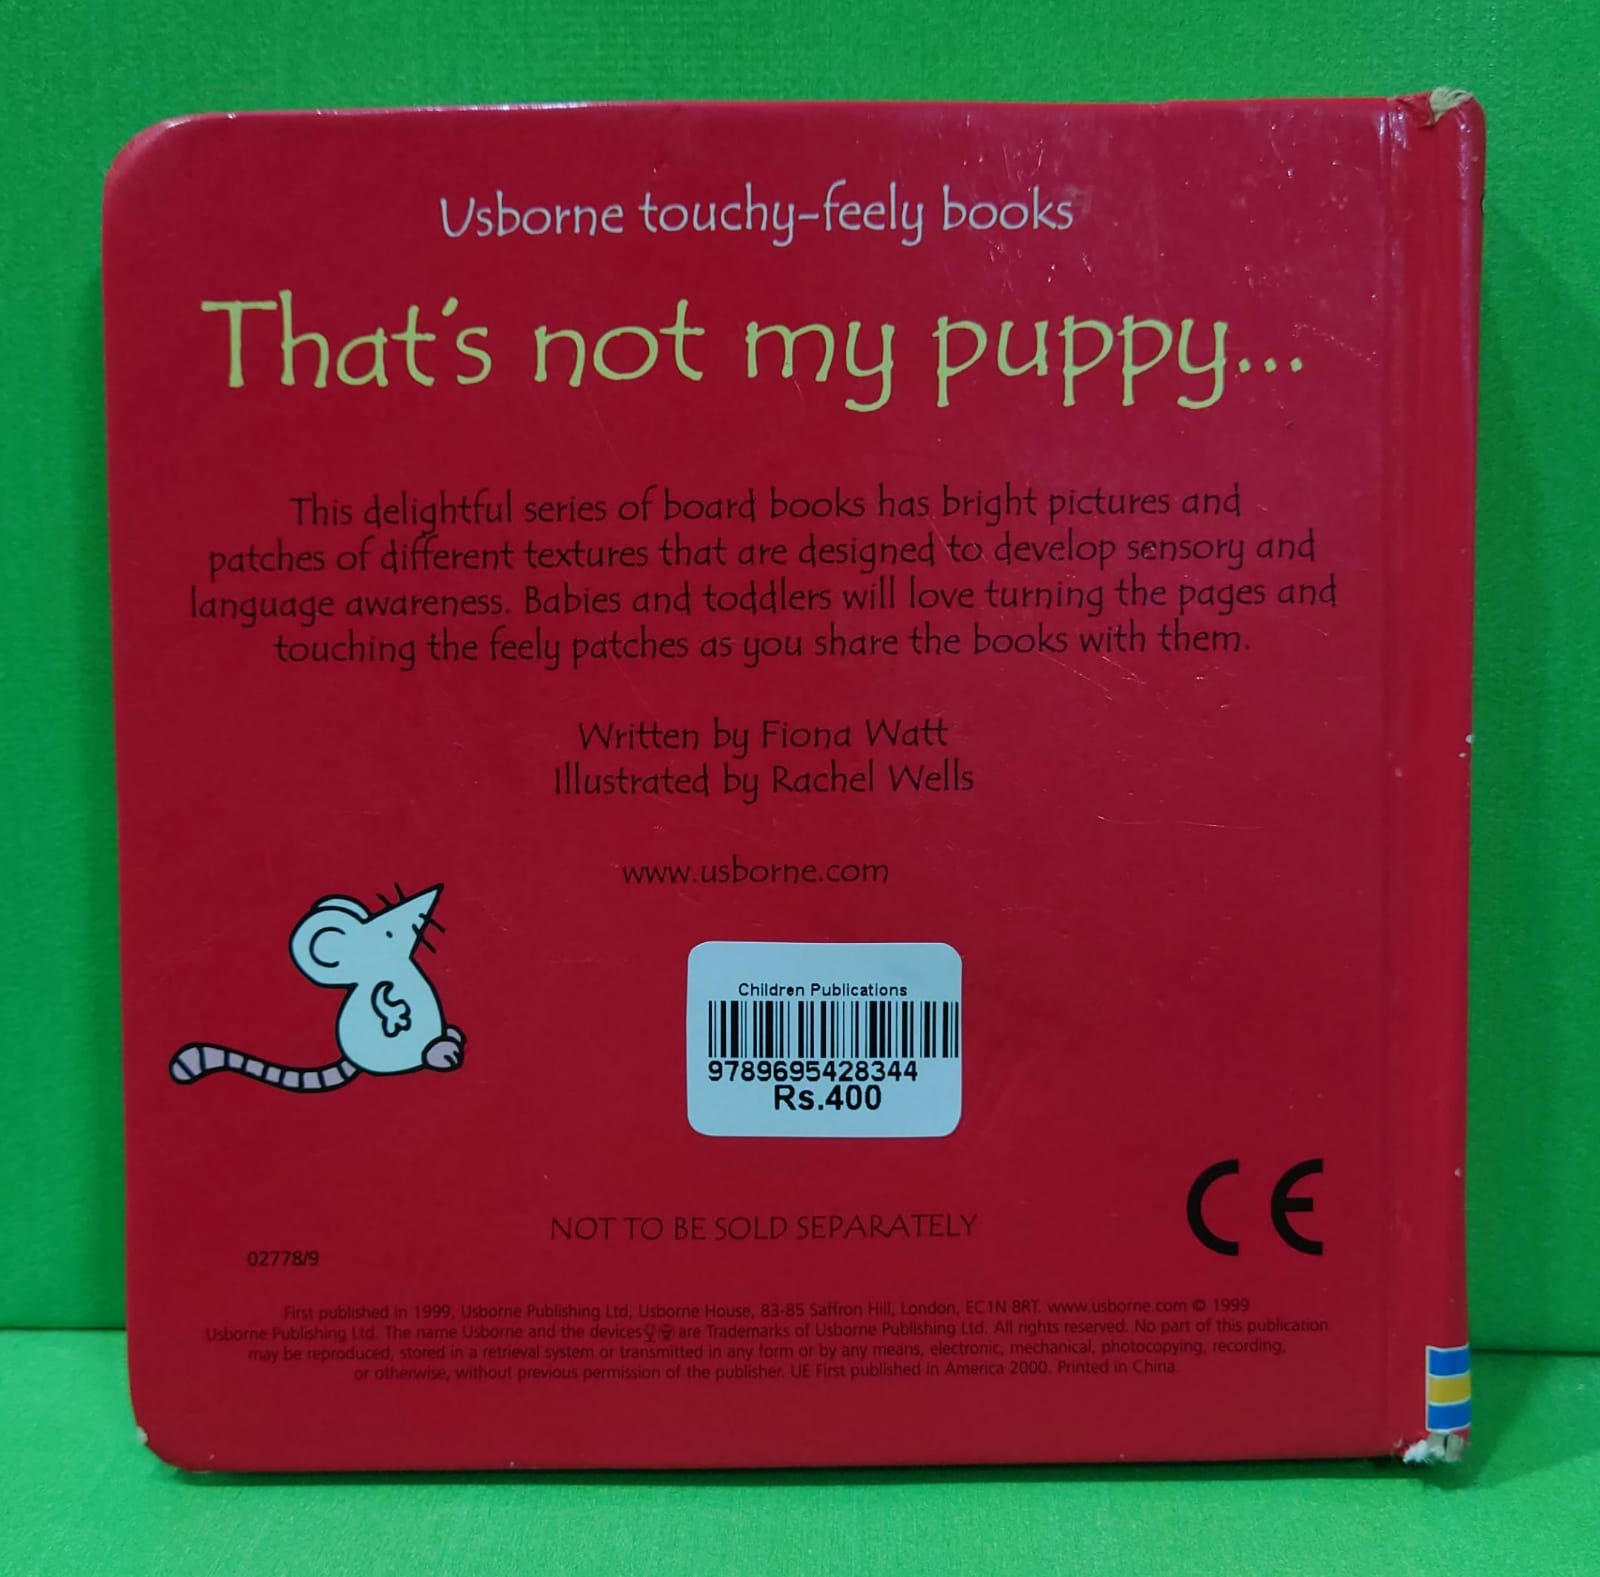 Usborne touchy-feely books
That's not my puppy...
This delightful series of board books has bright pictures and
patches of different textures that are designed to develop sensory and
language awareness. Babies and toddlers will love turning the pages and
touching the feely patches as you share the books with them.
Written by Fiona Watt
Illustrated by Rachel Wells
www.usborne.com
Children Publications
9789695428344
Rs.400
CE
NOT TO BE SOLD SEPARATELY
02778/9
First published in 1999, Usborne Publishing Ltd, Usborne House, 83-85 Saffron Hill, London, EC1N 8RT. www.usborne.com © 1999
Usborne Publishing Ltd. The name Usborne and the devices are Trademarks of Usborne Publishing Ltd. All rights reserved. No part of this publication
may be reproduced, stored in a retrieval system or transmitted in any form or by any means, electronic, mechanical, photocopying, recording,
or otherwise, without previous permission of the publisher. UE First published in America 2000. Printed in China.